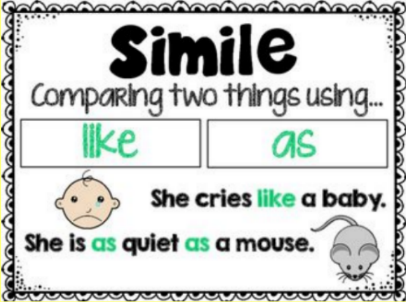 Simile
Comparing two things using...
like as
She cries like a baby.
She is as quiet as a mouse.